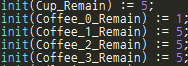 init(Cup_Remain) := 5;
init(Coffee_0_Remain) := 1;
init(Coffee_1_Remain) := 5;
init(Coffee_2_Remain) := 5;
init(Coffee_3_Remain) := 5;